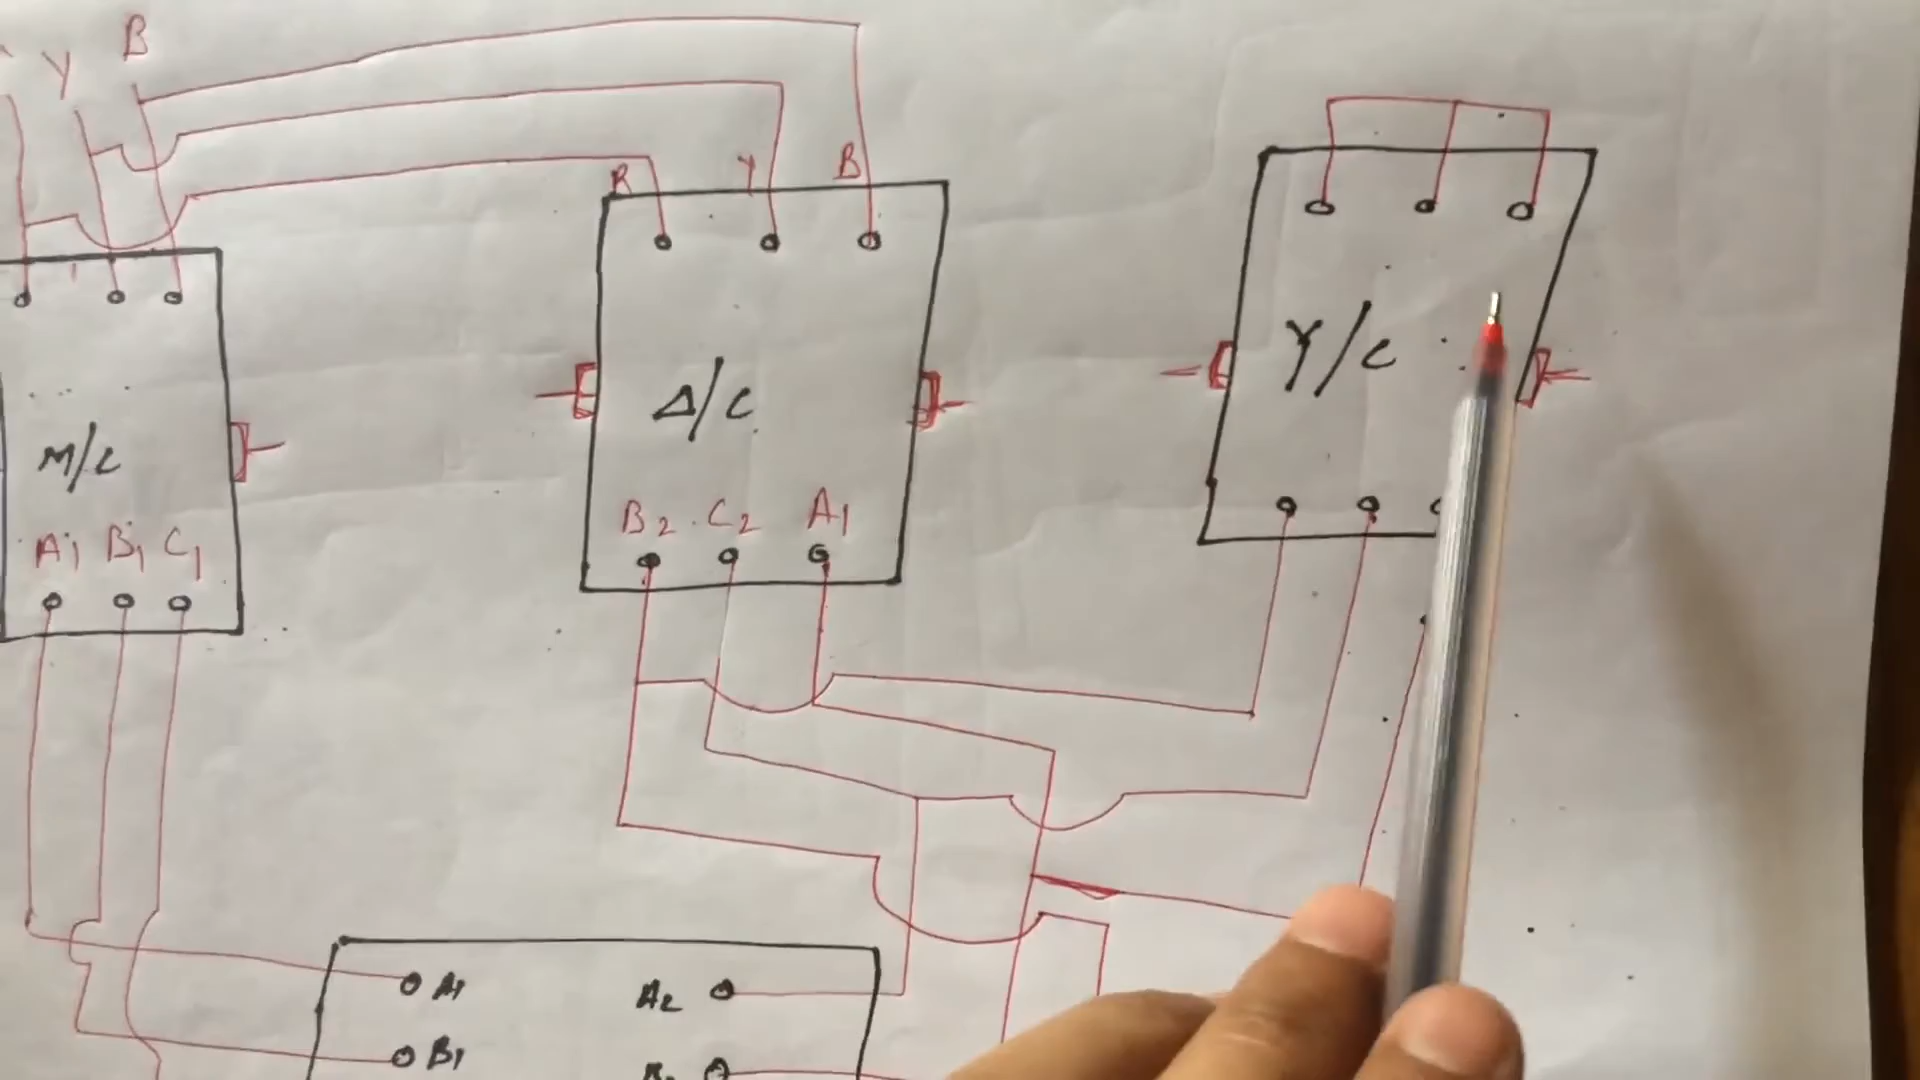 Y B
R Y B
M/C
Δ/C
Y/C
A1 B1 C1
B2 C2 A1
A1
A2
B1